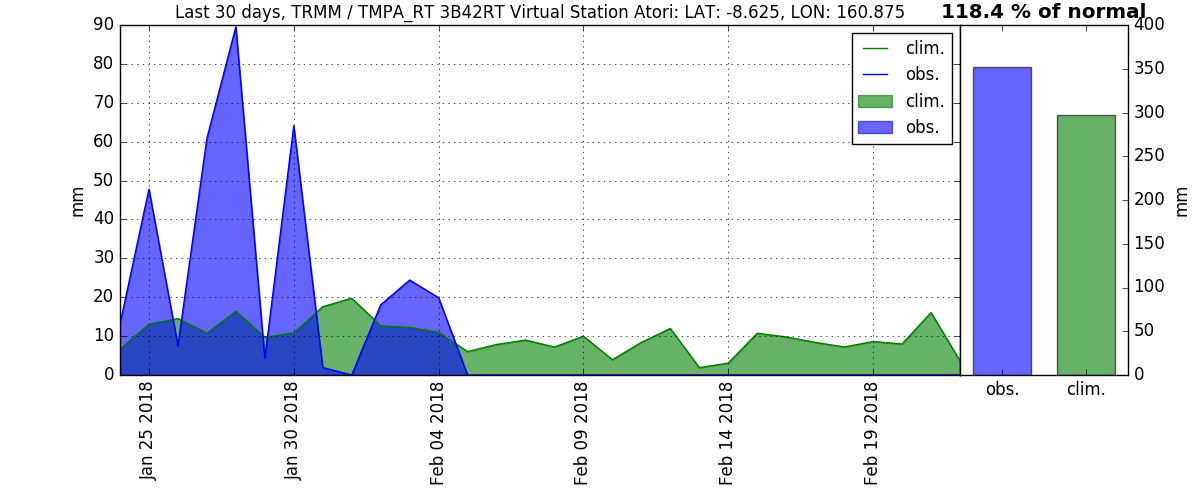 Last 30 days, TRMM / TMPA_RT 3B42RT Virtual Station Atori: LAT: -8.625, LON: 160.875
118.4 % of normal
90
80
70
60
50
40
30
20
10
0
mm
clim.
obs.
clim.
obs.
Jan 25 2018
Jan 30 2018
Feb 04 2018
Feb 09 2018
Feb 14 2018
Feb 19 2018
400
350
300
250
200
150
100
50
0
mm
obs.
clim.